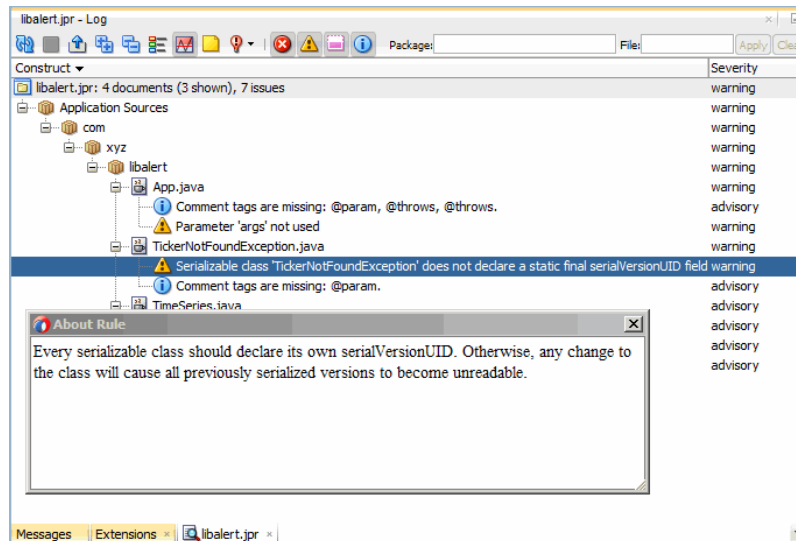 libalert.jpr - Log
Package: File: Apply
Construct Severity
libalert.jpr: 4 documents (3 shown), 7 issues warning
Application Sources warning
com warning
xyz warning
libalert warning
App.java warning
Comment tags are missing: @param, @throws, @throws. advisory
Parameter 'args' not used warning
TickerNotFoundException.java warning
Serializable class 'TickerNotFoundException' does not declare a static final serialVersionUID field warning
Comment tags are missing: @param. advisory
TimeSeries.java advisory
About Rule advisory
Every serializable class should declare its own serialVersionUID. Otherwise, any change to advisory
the class will cause all previously serialized versions to become unreadable. advisory
Messages Extensions libalert.jpr